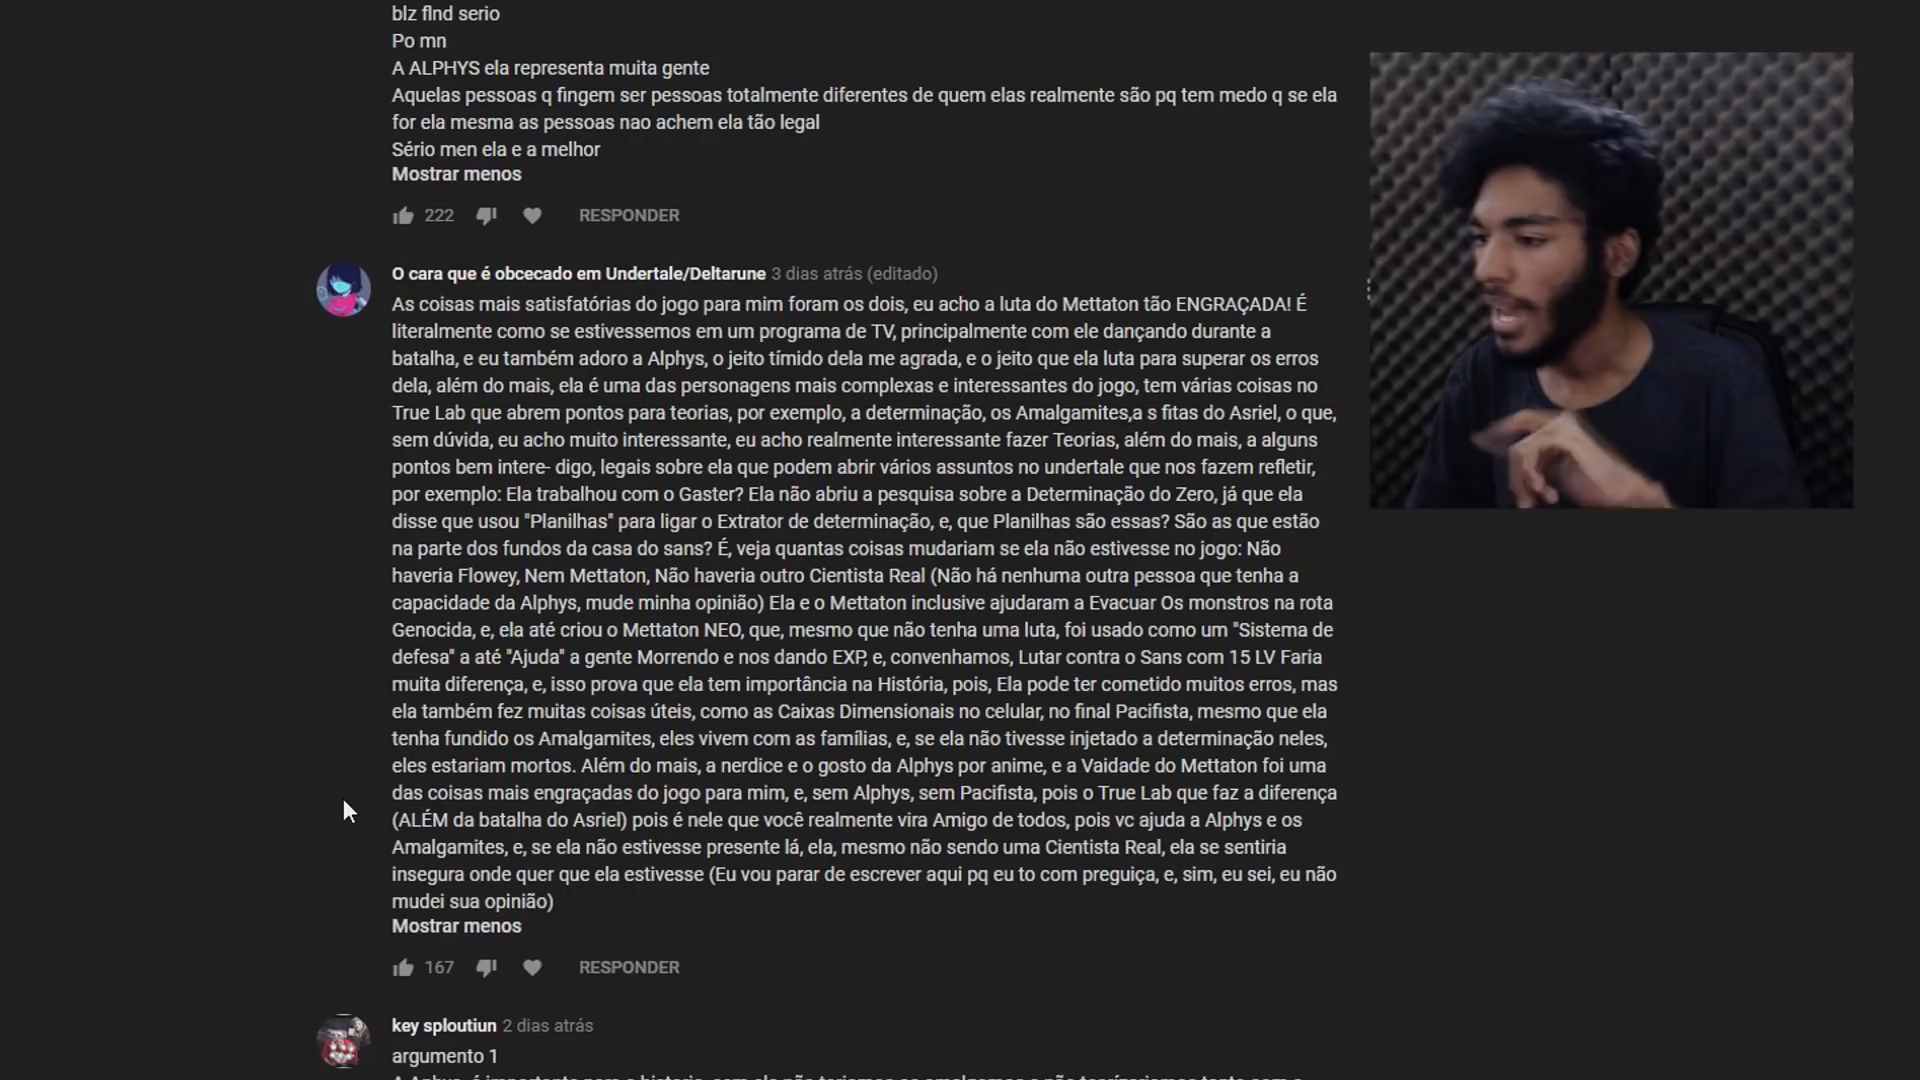 blz flnd serio
Po mn
A ALPHYS ela representa muita gente
Aquelas pessoas q fingem ser pessoas totalmente diferentes de quem elas realmente são pq tem medo q se ela
for ela mesma as pessoas nao achem ela tão legal
Sério men ela e a melhor
Mostrar menos
222 RESPONDER
O cara que é obcecado em Undertale/Deltarune 3 dias atrás (editado)
As coisas mais satisfatórias do jogo para mim foram os dois, eu acho a luta do Mettaton tão ENGRAÇADA! É
literalmente como se estivessemos em um programa de TV, principalmente com ele dançando durante a
batalha, e eu também adoro a Alphys, o jeito tímido dela me agrada, e o jeito que ela luta para superar os erros
dela, além do mais, ela é uma das personagens mais complexas e interessantes do jogo, tem várias coisas no
True Lab que abrem pontos para teorias, por exemplo, a determinação, os Amalgamites,a s fitas do Asriel, o que,
sem dúvida, eu acho muito interessante, eu acho realmente interessante fazer Teorias, além do mais, a alguns
pontos bem intere- digo, legais sobre ela que podem abrir vários assuntos no undertale que nos fazem refletir,
por exemplo: Ela trabalhou com o Gaster? Ela não abriu a pesquisa sobre a Determinação do Zero, já que ela
disse que usou "Planilhas" para ligar o Extrator de determinação, e, que Planilhas são essas? São as que estão
na parte dos fundos da casa do sans? É, veja quantas coisas mudariam se ela não estivesse no jogo: Não
haveria Flowey, Nem Mettaton, Não haveria outro Cientista Real (Não há nenhuma outra pessoa que tenha a
capacidade da Alphys, mude minha opinião) Ela e o Mettaton inclusive ajudaram a Evacuar Os monstros na rota
Genocida, e, ela até criou o Mettaton NEO, que, mesmo que não tenha uma luta, foi usado como um "Sistema de
defesa" a até "Ajuda" a gente Morrendo e nos dando EXP, e, convenhamos, Lutar contra o Sans com 15 LV Faria
muita diferença, e, isso prova que ela tem importância na História, pois, Ela pode ter cometido muitos erros, mas
ela também fez muitas coisas úteis, como as Caixas Dimensionais no celular, no final Pacifista, mesmo que ela
tenha fundido os Amalgamites, eles vivem com as famílias, e, se ela não tivesse injetado a determinação neles,
eles estariam mortos. Além do mais, a nerdice e o gosto da Alphys por anime, e a Vaidade do Mettaton foi uma
das coisas mais engraçadas do jogo para mim, e, sem Alphys, sem Pacifista, pois o True Lab que faz a diferença
(ALÉM da batalha do Asriel) pois é nele que você realmente vira Amigo de todos, pois vc ajuda a Alphys e os
Amalgamites, e, se ela não estivesse presente lá, ela, mesmo não sendo uma Cientista Real, ela se sentiria
insegura onde quer que ela estivesse (Eu vou parar de escrever aqui pq eu to com preguiça, e, sim, eu sei, eu não
mudei sua opinião)
Mostrar menos
167 RESPONDER
key sploutiun 2 dias atrás
argumento 1